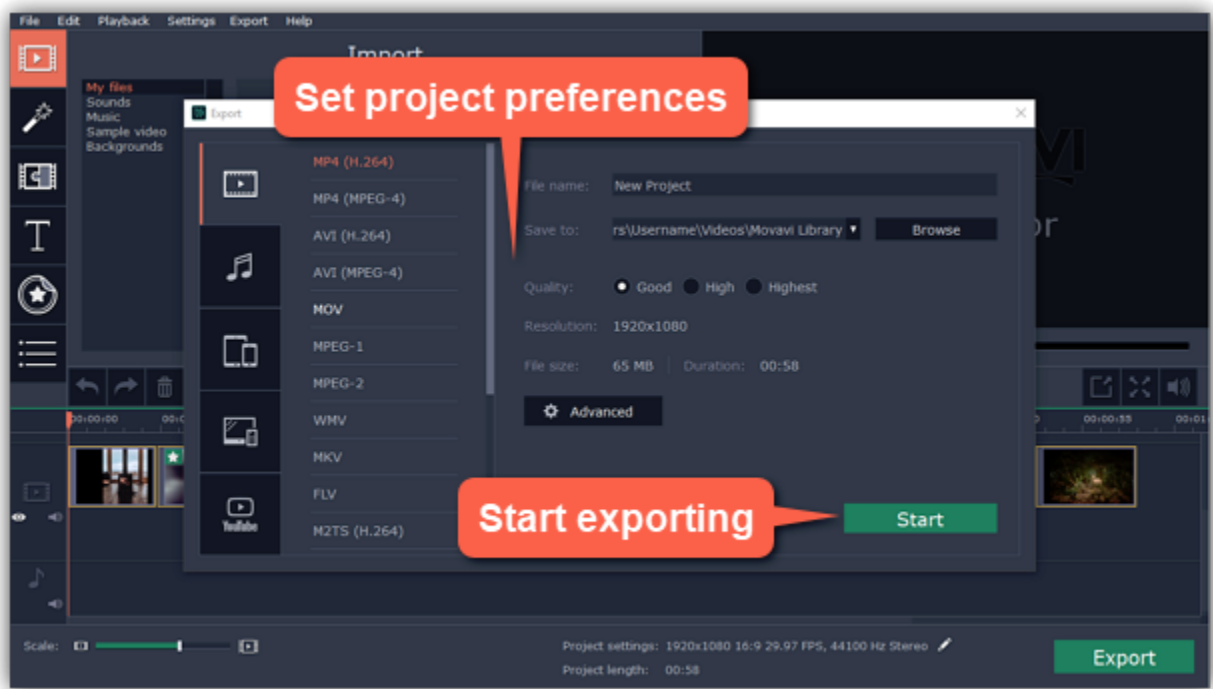 File Edit Playback Settings Export Help
Import
Set project preferences
My files
Sounds
Music
Sample video
Backgrounds
Export
MP4 (H.264)
MP4 (MPEG-4)
AVI (H.264)
AVI (MPEG-4)
MOV
MPEG-1
MPEG-2
WMV
MKV
FLV
M2TS (H.264)
YouTube
File name: New Project
Save to: rs\Username\Videos\Movavi Library Browse
Quality: Good High Highest
Resolution: 1920x1080
File size: 65 MB Duration: 00:58
Advanced
Start exporting
Start
VI
or
00:00:00
00:00:55
Scale:
Project settings: 1920x1080 16:9 29.97 FPS, 44100 Hz Stereo
Project length: 00:58
Export